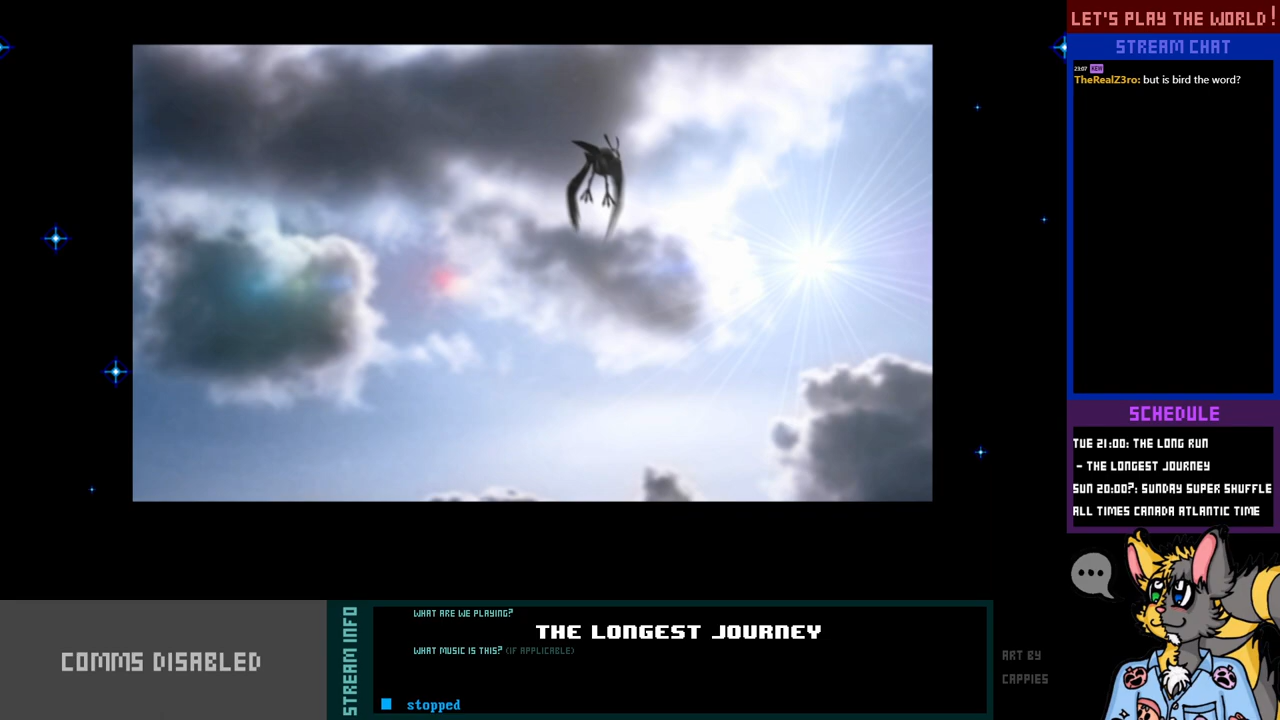 LET'S PLAY THE WORLD!
STREAM CHAT
23:07
TheRealZ3ro: but is bird the word?
SCHEDULE
TUE 21:00: THE LONG RUN
- THE LONGEST JOURNEY
SUN 20:00?: SUNDAY SUPER SHUFFLE
ALL TIMES CANADA ATLANTIC TIME
COMMS DISABLED
STREAM INFO
WHAT ARE WE PLAYING?
THE LONGEST JOURNEY
WHAT MUSIC IS THIS? (IF APPLICABLE)
stopped
ART BY
CAPPIES